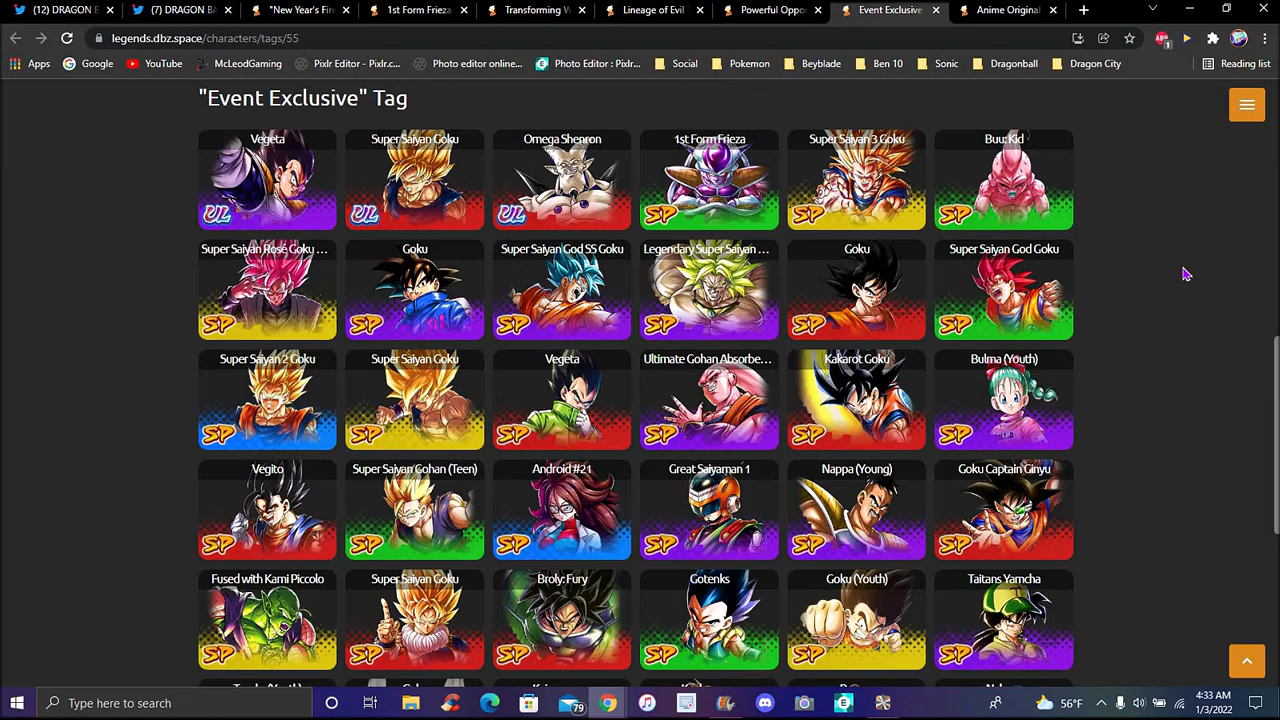 (12) DRAGON BA
(7) DRAGON BA
"New Year's Fire
1st Form Frieza
Transforming W
Lineage of Evil
Powerful Oppo
Event Exclusive
Anime Original
legends.dbz.space/characters/tags/55
Apps
Google
YouTube
McLeodGaming
Pixlr Editor - Pixlr.c...
Photo editor online...
Photo Editor : Pixlr...
Social
Pokemon
Beyblade
Ben 10
Sonic
Dragonball
Dragon City
Reading list
"Event Exclusive" Tag
Vegeta
Super Saiyan Goku
Omega Shenron
1st Form Frieza
Super Saiyan 3 Goku
Buu: Kid
UL
UL
UL
SP
SP
SP
Super Saiyan Rosé Goku ...
Goku
Super Saiyan God SS Goku
Legendary Super Saiyan ...
Goku
Super Saiyan God Goku
SP
SP
SP
SP
SP
SP
Super Saiyan 2 Goku
Super Saiyan Goku
Vegeta
Ultimate Gohan Absorbe...
Kakarot Goku
Bulma (Youth)
SP
SP
SP
SP
SP
SP
Vegito
Super Saiyan Gohan (Teen)
Android #21
Great Saiyaman 1
Nappa (Young)
Goku Captain Ginyu
SP
SP
SP
SP
SP
SP
Fused with Kami Piccolo
Super Saiyan Goku
Broly: Fury
Gotenks
Goku (Youth)
Taitans Yamcha
SP
SP
SP
SP
SP
SP
Type here to search
79
56°F
4:33 AM
1/3/2022